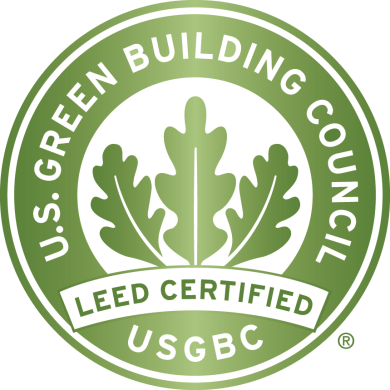 U.S. GREEN BUILDING COUNCIL
LEED CERTIFIED
USGBC
®